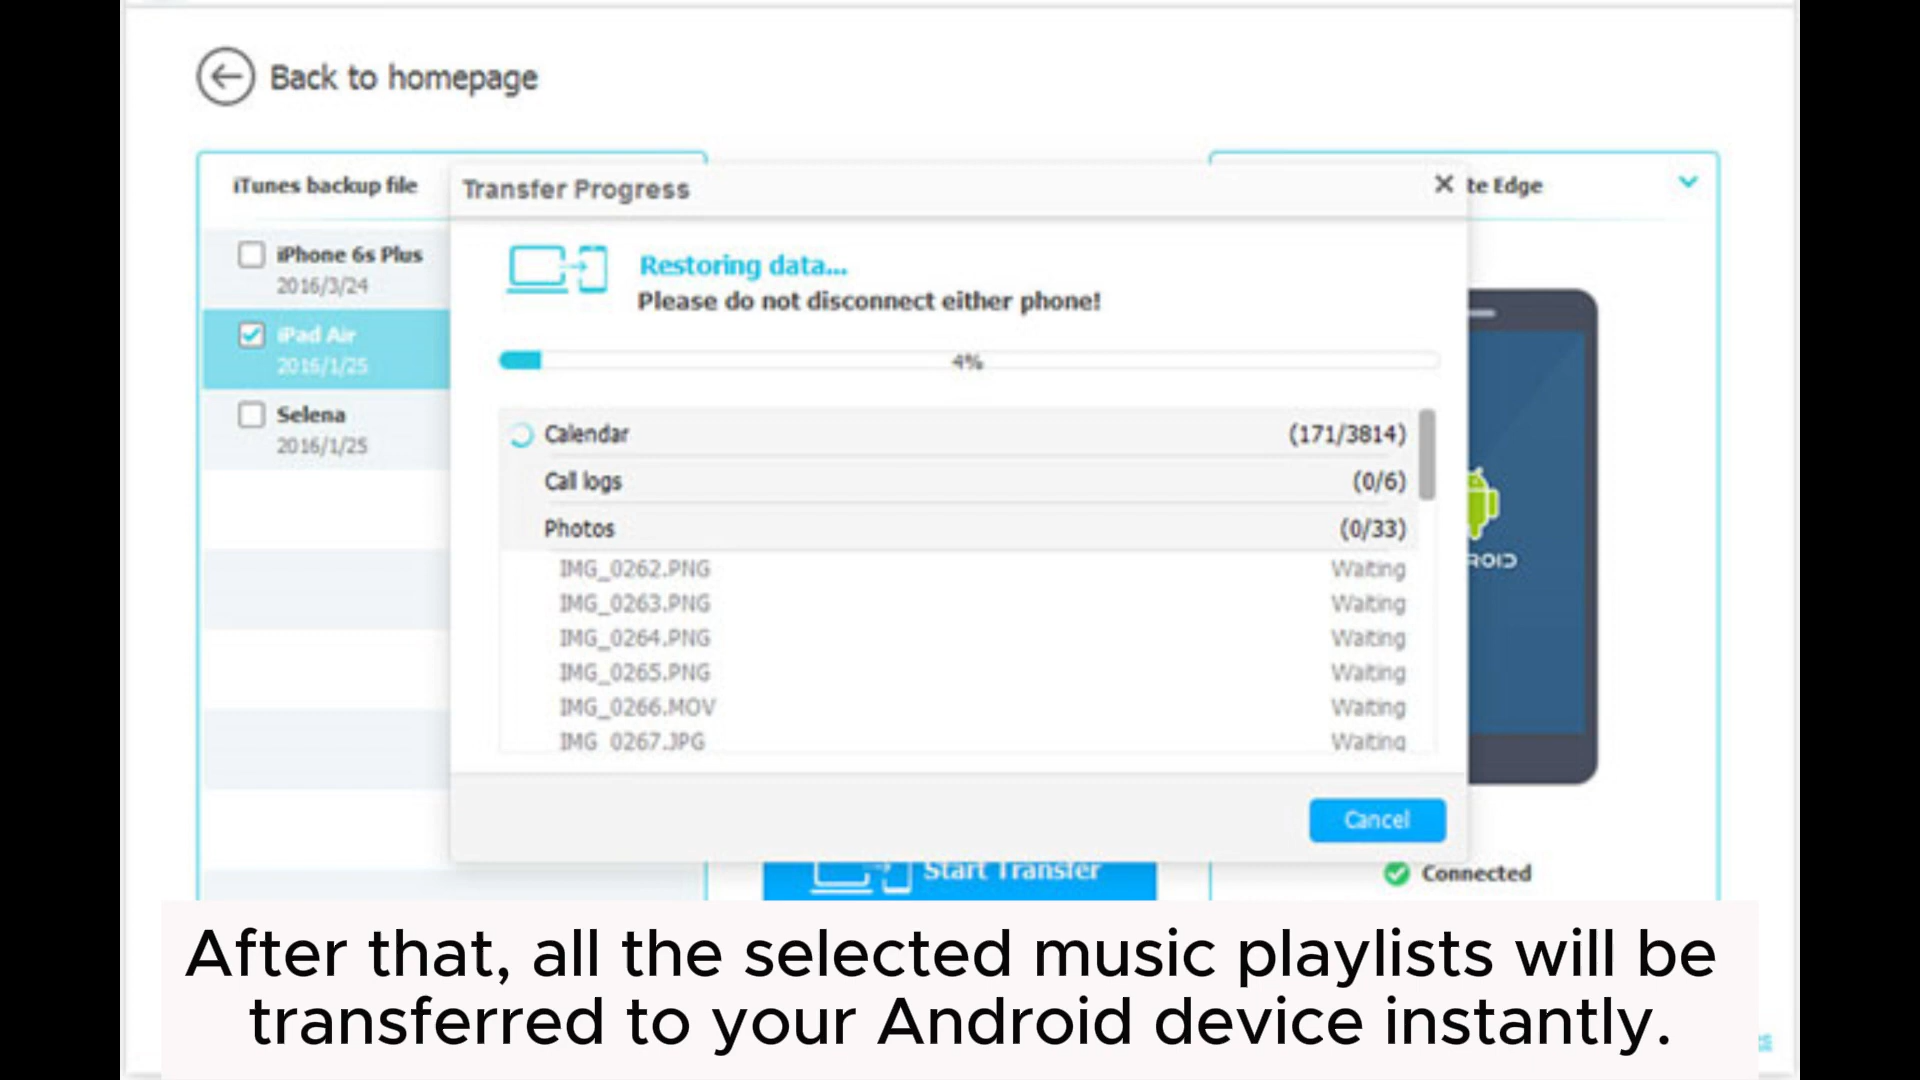 Back to homepage
iTunes backup file
Transfer Progress
te Edge
iPhone 6s Plus
2016/3/24
Restoring data...
Please do not disconnect either phone!
iPad Air
2016/1/25
4%
Selena
2016/1/25
Calendar (171/3814)
Call logs (0/6)
Photos (0/33)
IMG_0262.PNG Waiting
IMG_0263.PNG Waiting
IMG_0264.PNG Waiting
IMG_0265.PNG Waiting
IMG_0266.MOV Waiting
IMG_0267.JPG Waiting
ROID
Cancel
Start Transfer
Connected
After that, all the selected music playlists will be
transferred to your Android device instantly.